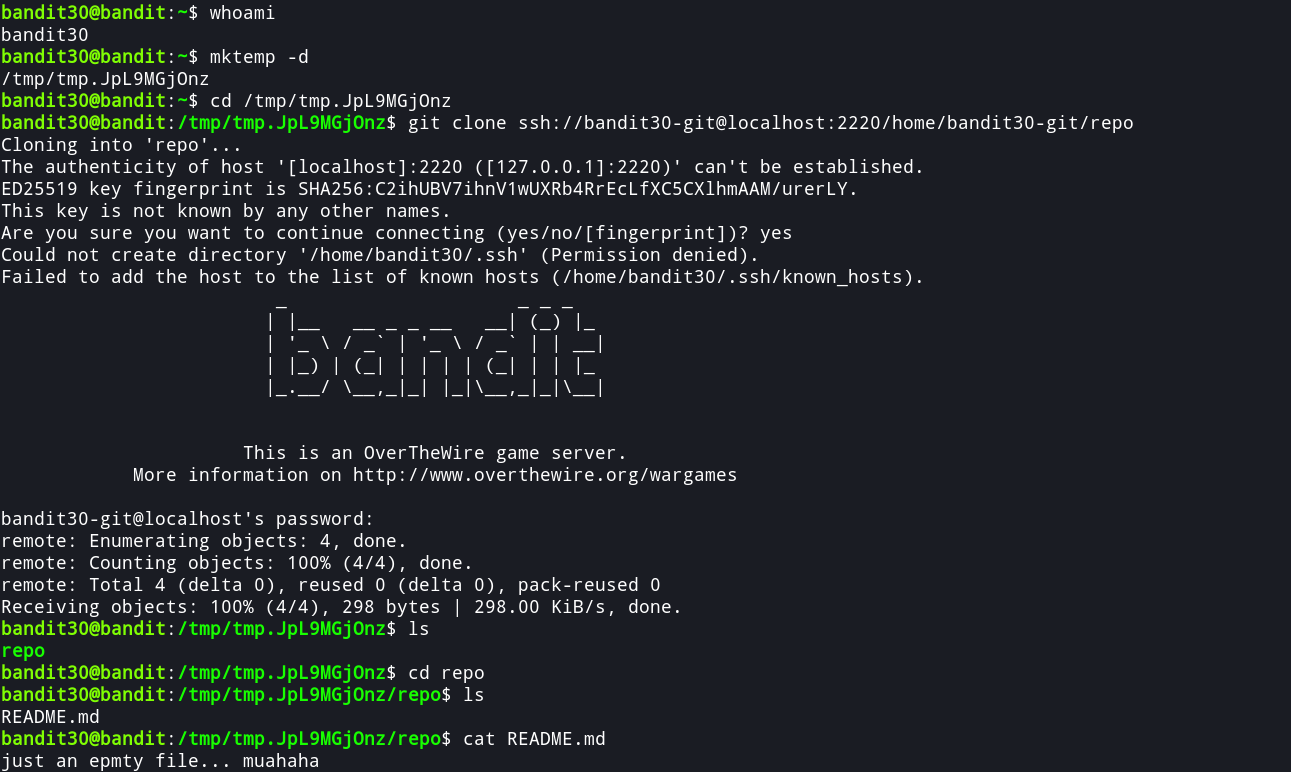 bandit30@bandit:~$ whoami
bandit30
bandit30@bandit:~$ mktemp -d
/tmp/tmp.JpL9MGjOnz
bandit30@bandit:~$ cd /tmp/tmp.JpL9MGjOnz
bandit30@bandit:/tmp/tmp.JpL9MGjOnz$ git clone ssh://bandit30-git@localhost:2220/home/bandit30-git/repo
Cloning into 'repo'...
The authenticity of host '[localhost]:2220 ([127.0.0.1]:2220)' can't be established.
ED25519 key fingerprint is SHA256:C2ihUBV7ihnV1wUXRb4RrEcLfXC5CXlhmAAM/urerLY.
This key is not known by any other names.
Are you sure you want to continue connecting (yes/no/[fingerprint])? yes
Could not create directory '/home/bandit30/.ssh' (Permission denied).
Failed to add the host to the list of known hosts (/home/bandit30/.ssh/known_hosts).
                         _                     _ _ _
                        | |__   __ _ _ __   __| (_) |_
                        | '_ \ / _` | '_ \ / _` | | __|
                        | |_) | (_| | | | | (_| | | |_
                        |_.__/ \__,_|_| |_|\__,_|_|\__|
                      This is an OverTheWire game server.
            More information on http://www.overthewire.org/wargames
bandit30-git@localhost's password:
remote: Enumerating objects: 4, done.
remote: Counting objects: 100% (4/4), done.
remote: Total 4 (delta 0), reused 0 (delta 0), pack-reused 0
Receiving objects: 100% (4/4), 298 bytes | 298.00 KiB/s, done.
bandit30@bandit:/tmp/tmp.JpL9MGjOnz$ ls
repo
bandit30@bandit:/tmp/tmp.JpL9MGjOnz$ cd repo
bandit30@bandit:/tmp/tmp.JpL9MGjOnz/repo$ ls
README.md
bandit30@bandit:/tmp/tmp.JpL9MGjOnz/repo$ cat README.md
just an epmty file... muahaha